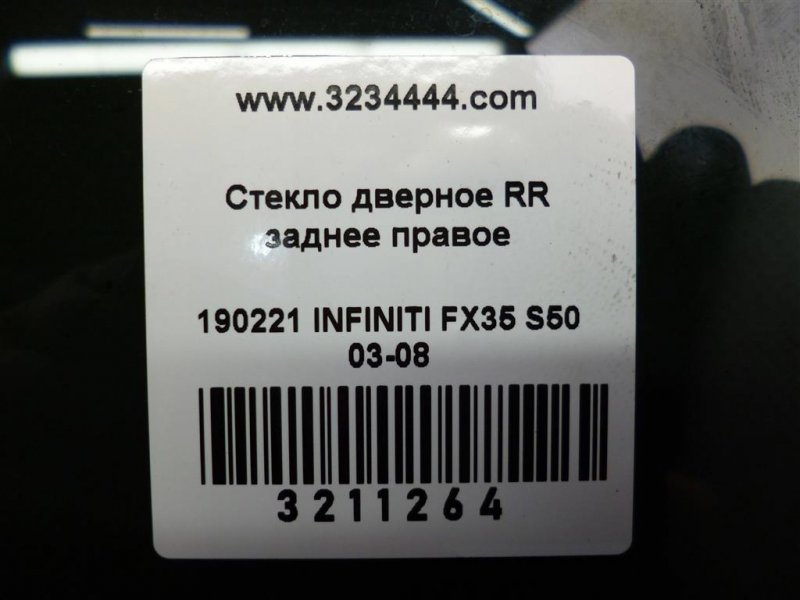 www.3234444.com
Стекло дверное RR
заднее правое
190221 INFINITI FX35 S50
03-08
3211264